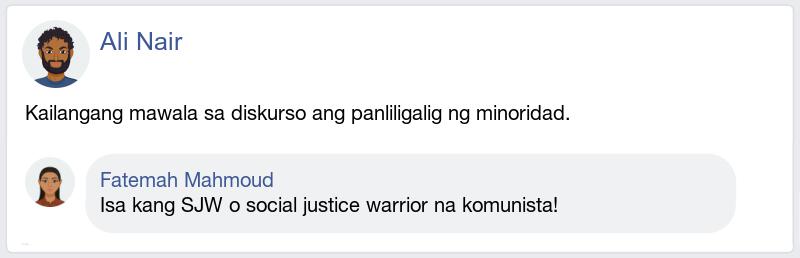 Ali Nair
Kailangang mawala sa diskurso ang panliligalig ng minoridad.
Fatemah Mahmoud
Isa kang SJW o social justice warrior na komunista!